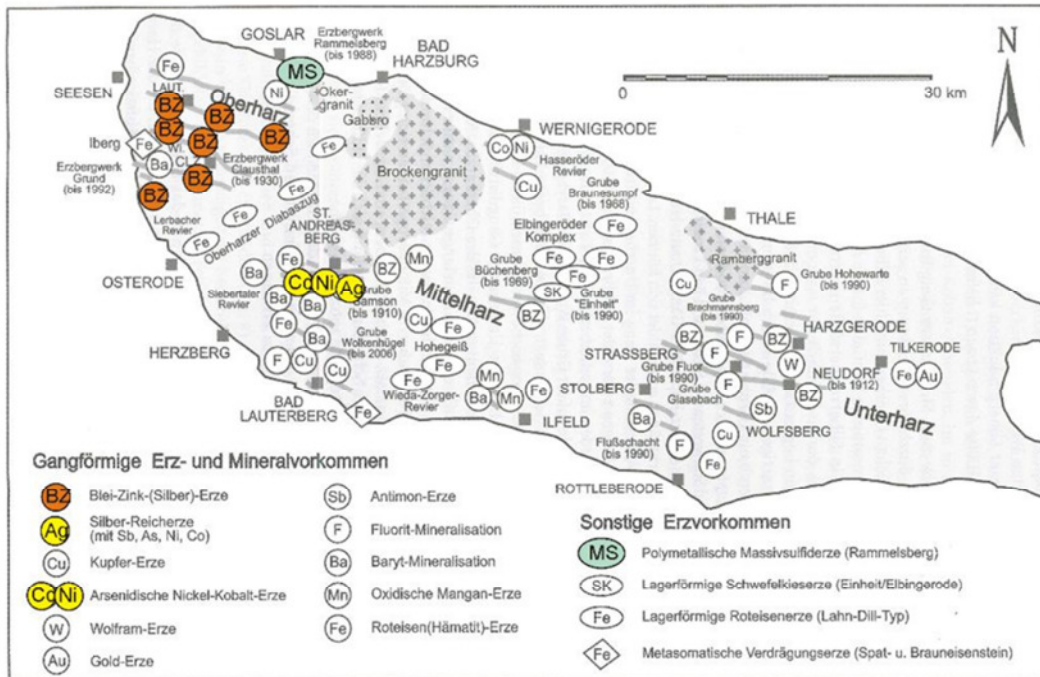 GOSLAR
Erzbergwerk
Rammelsberg
(bis 1988)
BAD
HARZBURG
N
MS
Fe
SEESEN
LAUT.
Oberharz
Ni
Oker-
granit
Gabbro
0
30 km
BZ
BZ
BZ
BZ
BZ
Iberg
Fe
WI.
CLZ
Fe
WERNIGERODE
Ba
Erzbergwerk
Grund
(bis 1992)
BZ
BZ
Erzbergwerk
Clausthal
(bis 1930)
Brockengranit
Co
Ni
Hasseröder
Revier
Cu
Grube
Braunesumpf
(bis 1968)
Fe
Lerbacher
Revier
Fe
Fe
Oberharzer Diabaszug
ST.
ANDREAS-
BERG
Elbingeröder
Komplex
Fe
THALE
OSTERODE
Fe
BZ
Mn
Fe
Fe
Ramberggranit
Ba
Co
Ni
Ag
Grube
Samson
(bis 1910)
Mittelharz
Grube
Büchenberg
(bis 1969)
Fe
SK
Grube
"Einheit"
(bis 1990)
Cu
F
Grube Hohewarte
(bis 1990)
Siebertaler
Revier
Ba
Ba
BZ
Grube
Brachmannsberg
(bis 1990)
HERZBERG
Fe
Ba
Grube
Wolkenhügel
(bis 2006)
Cu
Fe
Hohegeiß
Fe
BZ
F
BZ
HARZGERODE
F
Cu
Cu
STRASSBERG
Grube Fluor
(bis 1990)
F
W
TILKERODE
Fe
Au
BAD
LAUTERBERG
Fe
Fe
Wieda-Zorger-
Revier
Mn
Ba
Mn
Fe
ILFELD
STOLBERG
F
Grube
Glasebach
NEUDORF
(bis 1912)
BZ
Sb
WOLFSBERG
Unterharz
Ba
Flußschacht
(bis 1990)
F
Cu
Fe
ROTTLEBERODE
Gangförmige Erz- und Mineralvorkommen
BZ Blei-Zink-(Silber)-Erze
Ag Silber-Reicherze
(mit Sb, As, Ni, Co)
Cu Kupfer-Erze
Co Ni Arsenidische Nickel-Kobalt-Erze
W Wolfram-Erze
Au Gold-Erze
Sb Antimon-Erze
F Fluorit-Mineralisation
Ba Baryt-Mineralisation
Mn Oxidische Mangan-Erze
Fe Roteisen(Hämatit)-Erze
Sonstige Erzvorkommen
MS Polymetallische Massivsulfiderze (Rammelsberg)
SK Lagerförmige Schwefelkieserze (Einheit/Elbingerode)
Fe Lagerförmige Roteisenerze (Lahn-Dill-Typ)
Fe Metasomatische Verdrägungserze (Spat- u. Brauneisenstein)